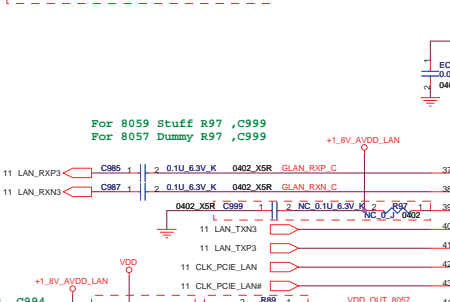 EC
0.0
040
For 8059 Stuff R97 ,C999
For 8057 Dummy R97 ,C999
+1_8V_AVDD_LAN
11 LAN_RXP3 C985 1 2 0.1U_6.3V_K 0402_X5R GLAN_RXP_C 37
11 LAN_RXN3 C987 1 2 0.1U_6.3V_K 0402_X5R GLAN_RXN_C 38
0402_X5R C999 1 2 NC_0.1U_6.3V_K 2 R97 1 39
NC_0_J 0402
11 LAN_TXN3 40
11 LAN_TXP3 41
11 CLK_PCIE_LAN 42
11 CLK_PCIE_LAN# 43
VDD
+1_8V_AVDD_LAN
C994 R89 VDD_OUT_8057 44